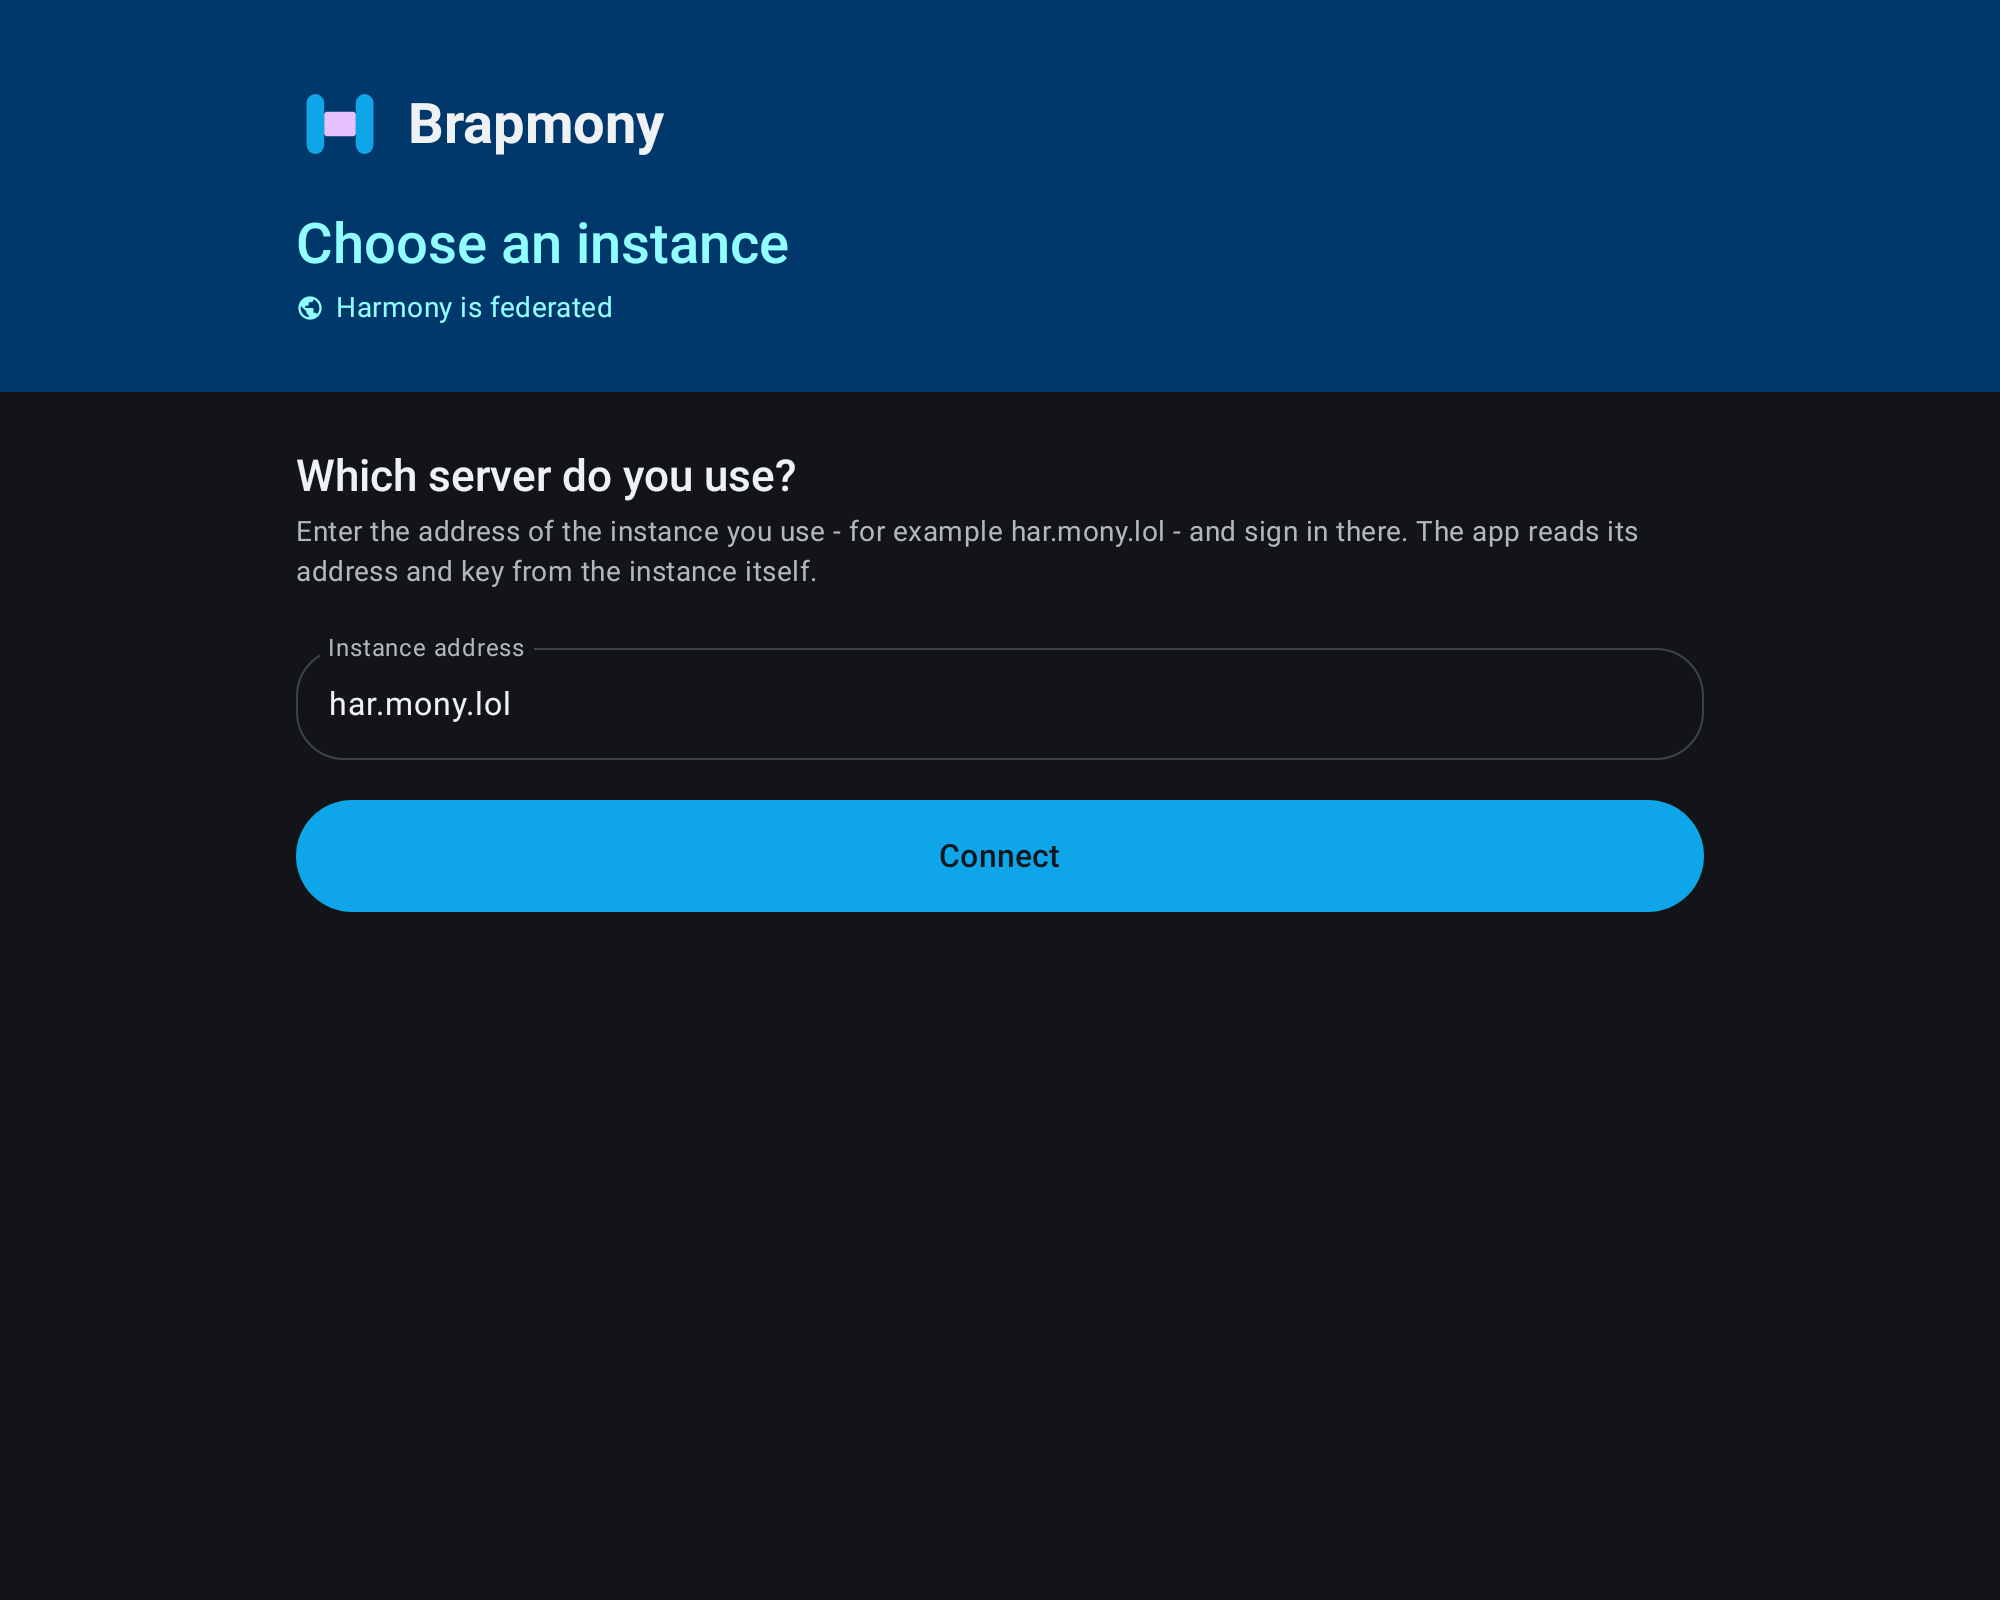 Brapmony
Choose an instance
Harmony is federated
Which server do you use?
Enter the address of the instance you use - for example har.mony.lol - and sign in there. The app reads its
address and key from the instance itself.
Instance address
har.mony.lol
Connect